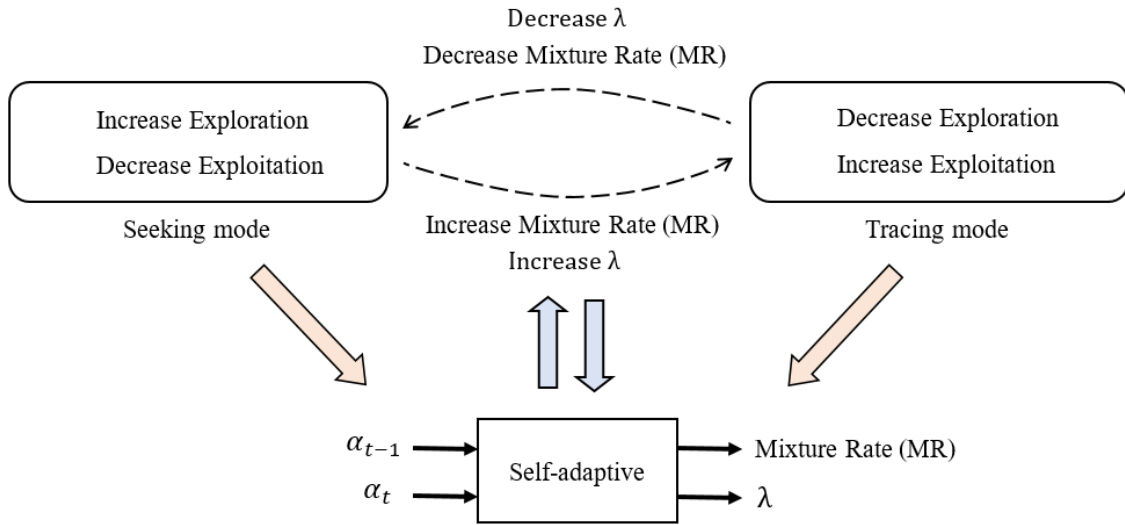 Decrease λ
Decrease Mixture Rate (MR)
Increase Exploration
Decrease Exploitation
Decrease Exploration
Increase Exploitation
Seeking mode
Increase Mixture Rate (MR)
Increase λ
Tracing mode
α_{t−1}
α_t
Self-adaptive
Mixture Rate (MR)
λ